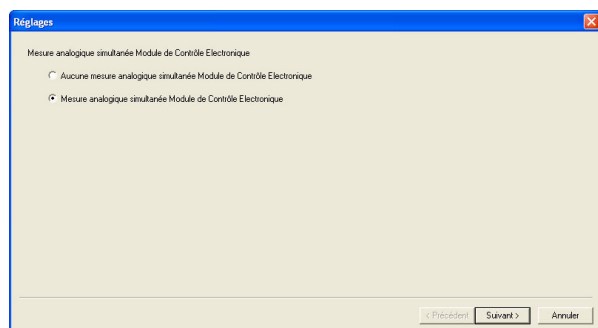 Réglages
Mesure analogique simultanée Module de Contrôle Electronique
Aucune mesure analogique simultanée Module de Contrôle Electronique
Mesure analogique simultanée Module de Contrôle Electronique
< Précédent Suivant > Annuler